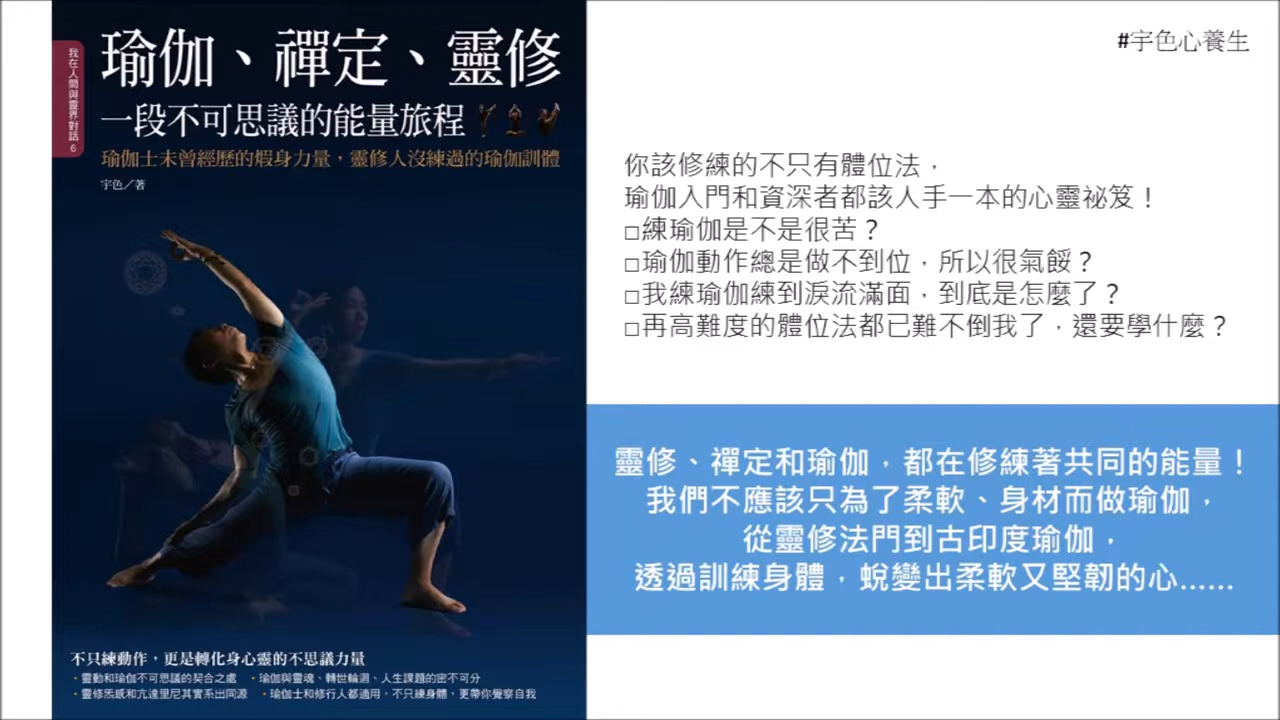 我在人間與靈界對話 6
瑜伽、禪定、靈修
一段不可思議的能量旅程
瑜伽士未曾經歷的煆身力量，靈修人沒練過的瑜伽訓體
宇色／著
不只練動作，更是轉化身心靈的不思議力量
・靈動和瑜伽不可思議的契合之處 ・瑜伽與靈魂、轉世輪迴、人生課題的密不可分
・靈修炁感和亢達里尼其實系出同源 ・瑜伽士和修行人都適用，不只練身體，更帶你覺察自我
#宇色心養生
你該修練的不只有體位法，
瑜伽入門和資深者都該人手一本的心靈祕笈！
□練瑜伽是不是很苦？
□瑜伽動作總是做不到位，所以很氣餒？
□我練瑜伽練到淚流滿面，到底是怎麼了？
□再高難度的體位法都已難不倒我了，還要學什麼？
靈修、禪定和瑜伽，都在修練著共同的能量！
我們不應該只為了柔軟、身材而做瑜伽，
從靈修法門到古印度瑜伽，
透過訓練身體，蛻變出柔軟又堅韌的心......